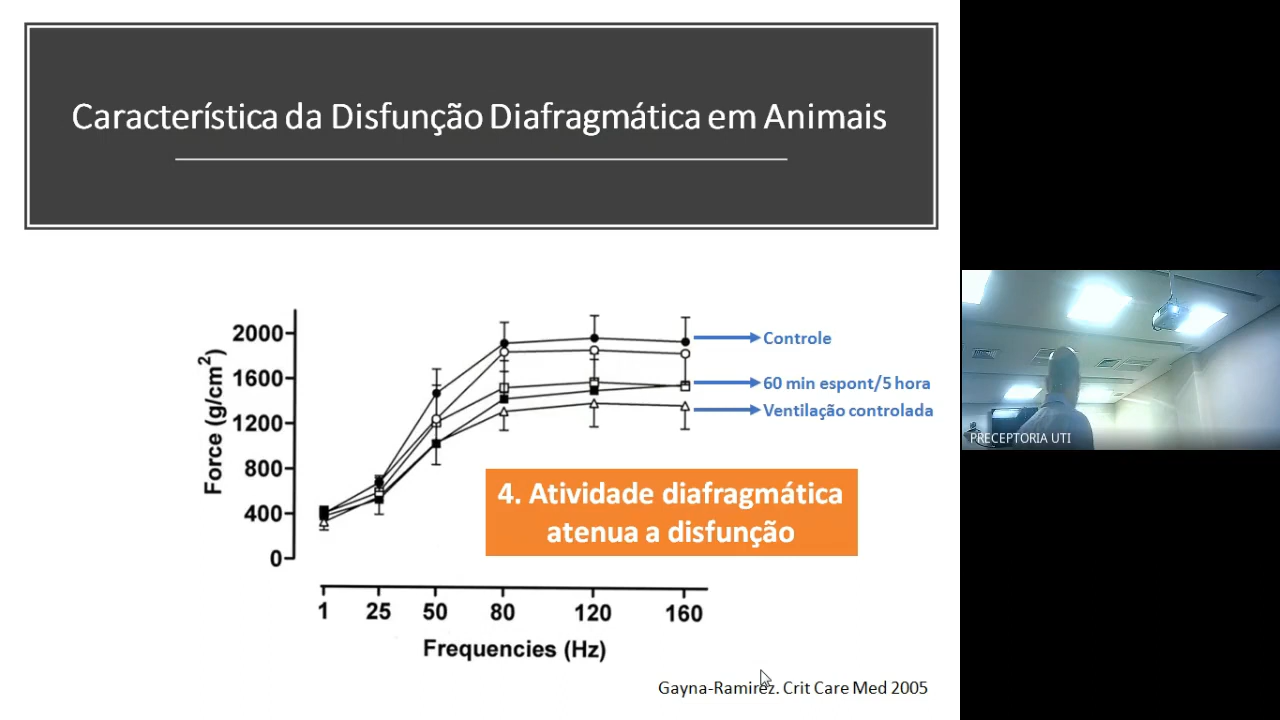 Característica da Disfunção Diafragmática em Animais
Force (g/cm²)
2000
1600
1200
800
400
0
Controle
60 min espont/5 hora
Ventilação controlada
4. Atividade diafragmática
atenua a disfunção
1 25 50 80 120 160
Frequencies (Hz)
Gayna-Ramirez. Crit Care Med 2005
PRECEPTORIA UTI